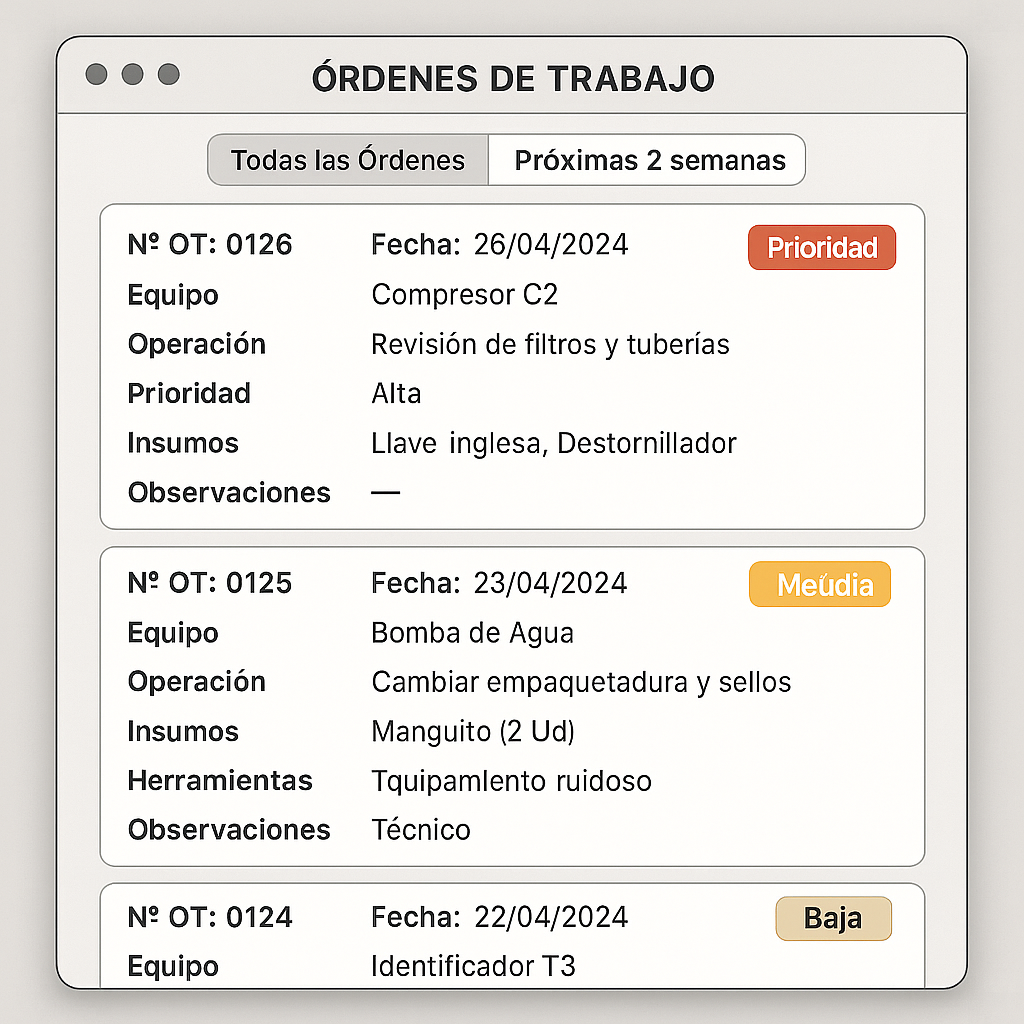 ÓRDENES DE TRABAJO
Todas las Órdenes Próximas 2 semanas
Nº OT: 0126 Fecha: 26/04/2024 Prioridad
Equipo Compresor C2
Operación Revisión de filtros y tuberías
Prioridad Alta
Insumos Llave inglesa, Destornillador
Observaciones —
Nº OT: 0125 Fecha: 23/04/2024 Meŭdia
Equipo Bomba de Agua
Operación Cambiar empaquetadura y sellos
Insumos Manguito (2 Ud)
Herramientas Tquipamlento ruidoso
Observaciones Técnico
Nº OT: 0124 Fecha: 22/04/2024 Baja
Equipo Identificador T3